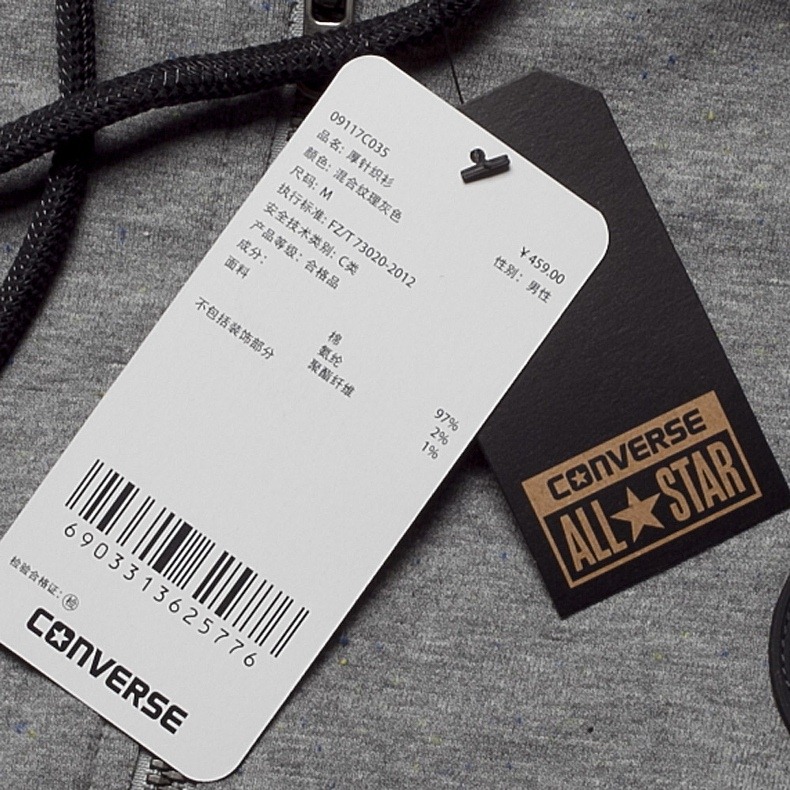 09117C035
品名: 厚针织衫
颜色: 混合纹理灰色
尺码: M
执行标准: FZ/T 73020-2012
安全技术类别: C类
产品等级: 合格品
成分:
面料
￥459.00
性别: 男性
不包括装饰部分
棉
氨纶
聚酯纤维
97%
2%
1%
6903313625776
检验合格证: 检
CONVERSE
CONVERSE
ALL STAR